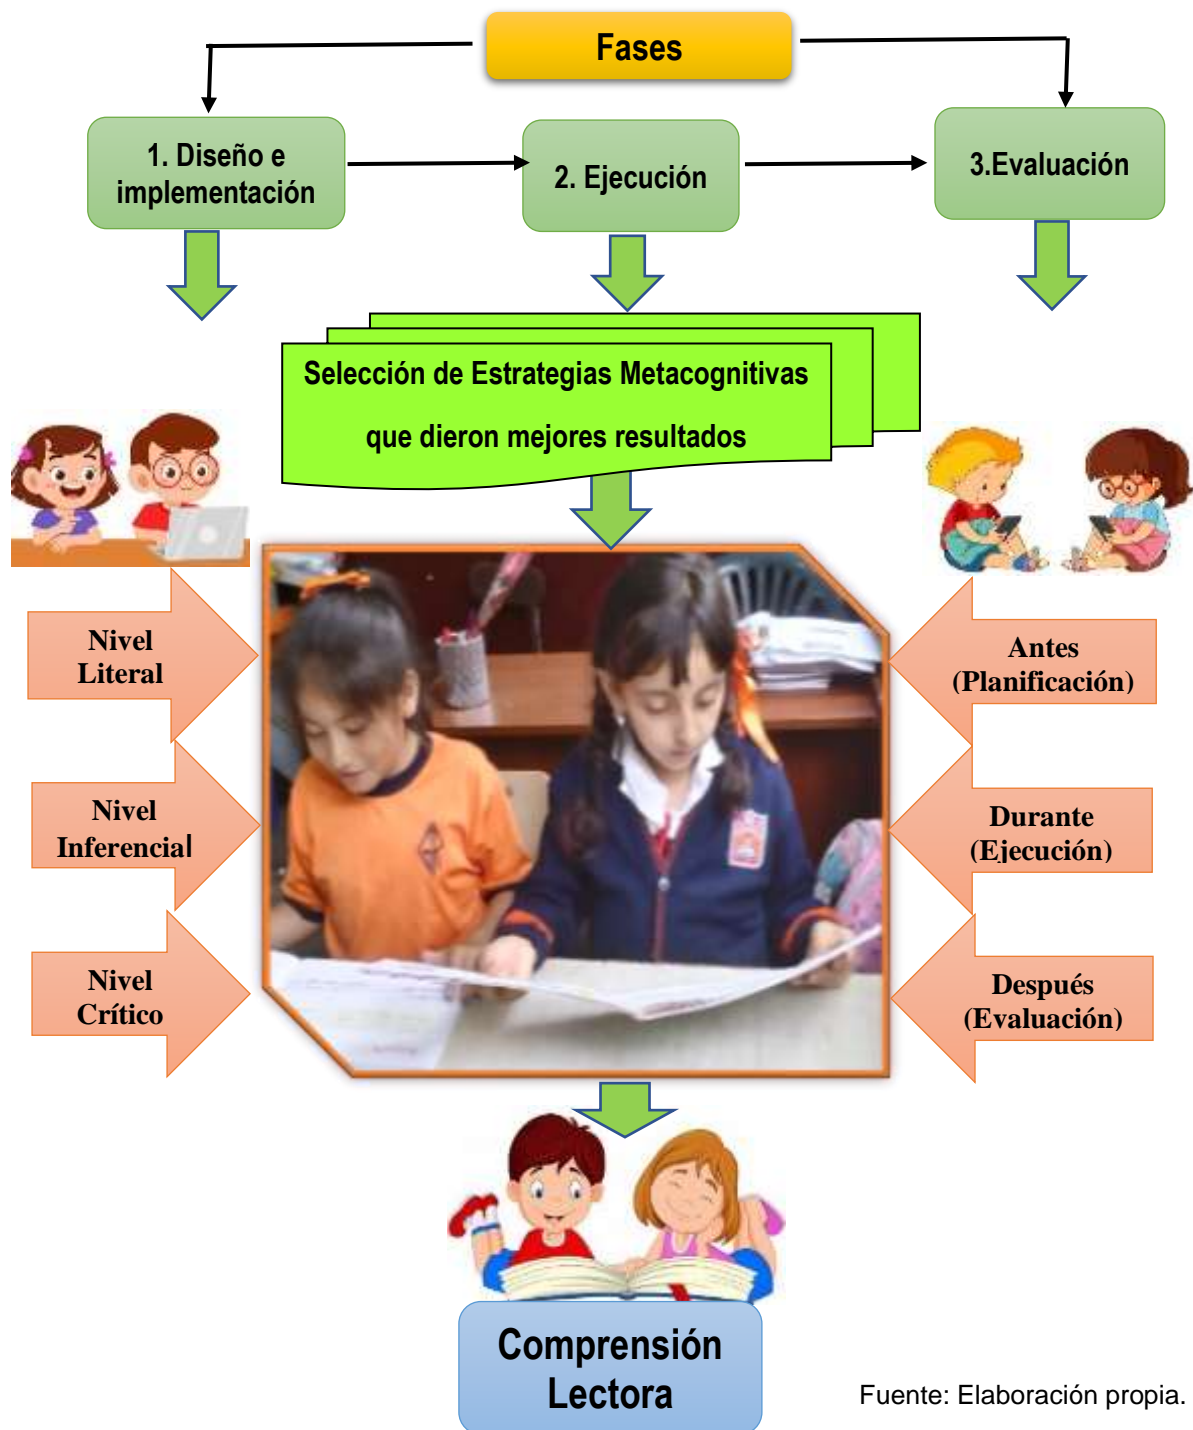 Fases
1. Diseño e
implementación
2. Ejecución
3.Evaluación
Selección de Estrategias Metacognitivas
que dieron mejores resultados
Nivel
Literal
Antes
(Planificación)
Nivel
Inferencial
Durante
(Ejecución)
Nivel
Crítico
Después
(Evaluación)
Comprensión
Lectora
Fuente: Elaboración propia.